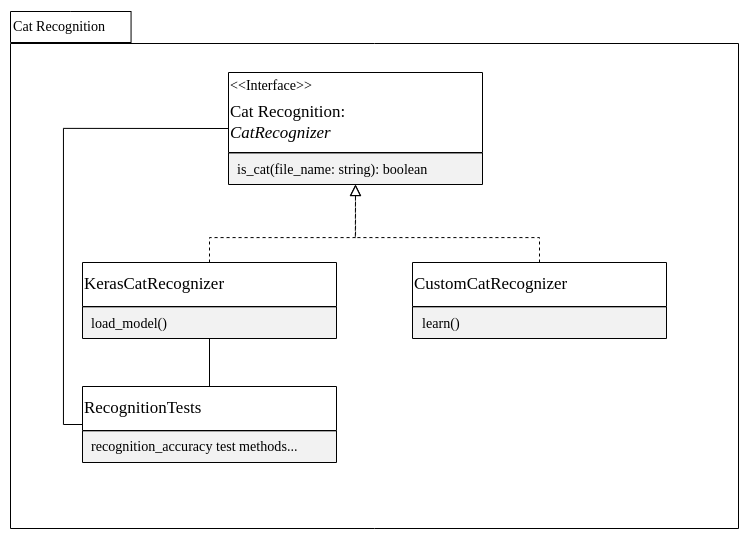 Cat Recognition
<<Interface>>
Cat Recognition:
CatRecognizer
is_cat(file_name: string): boolean
KerasCatRecognizer
load_model()
CustomCatRecognizer
learn()
RecognitionTests
recognition_accuracy test methods...